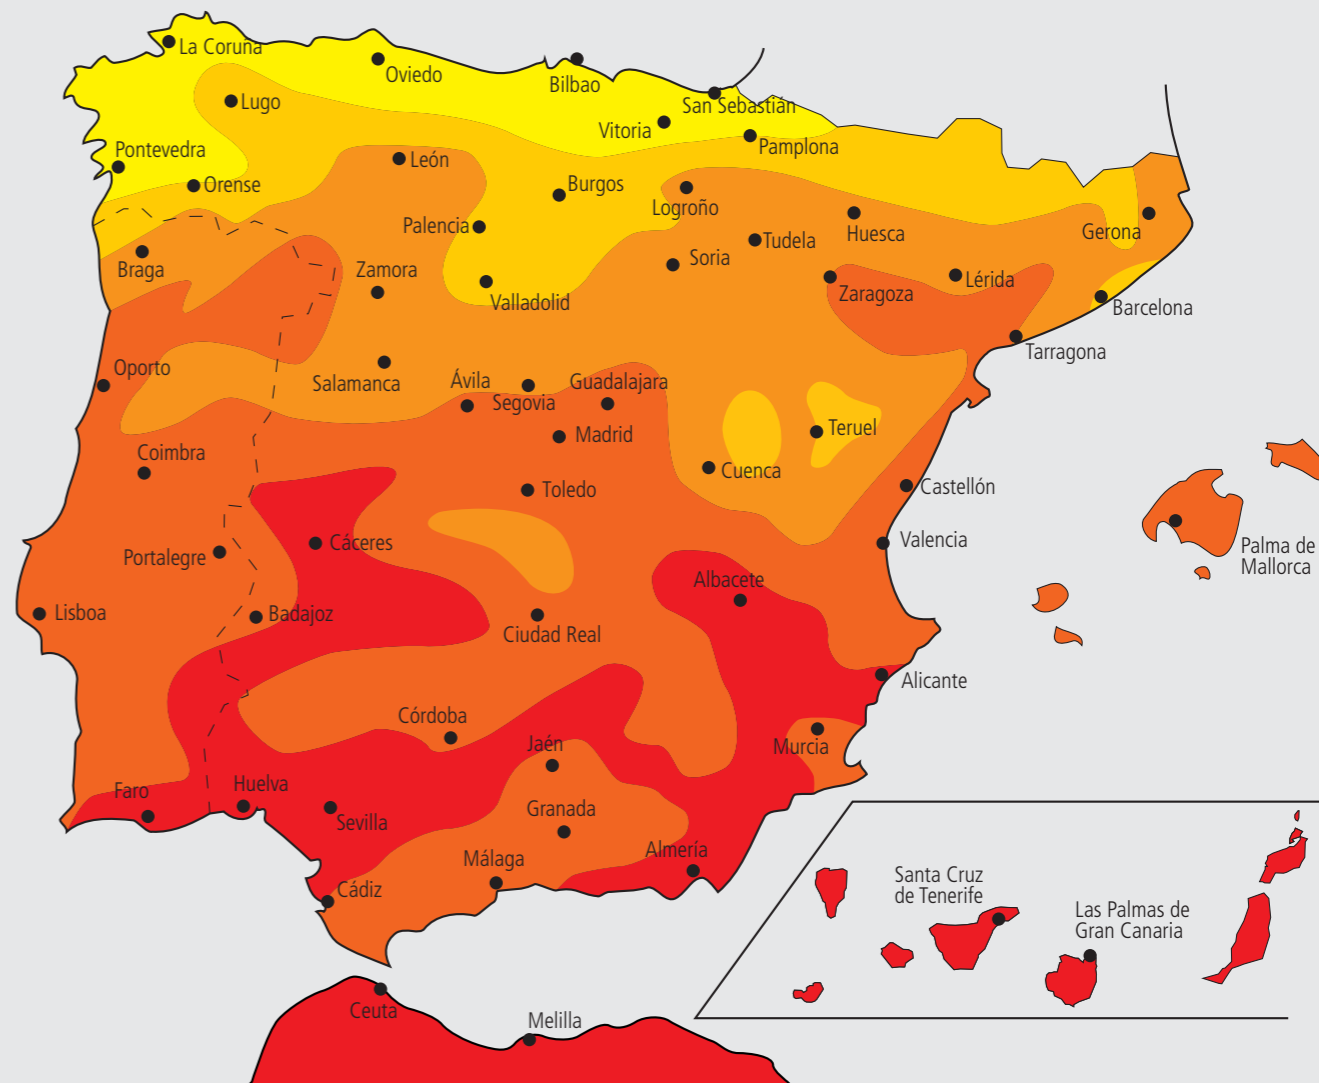 La Coruña
Oviedo
Bilbao
San Sebastián
Lugo
Vitoria
Pamplona
Pontevedra
León
Orense
Burgos
Logroño
Palencia
Huesca
Gerona
Tudela
Soria
Braga
Zamora
Lérida
Zaragoza
Valladolid
Barcelona
Tarragona
Oporto
Salamanca
Ávila
Guadalajara
Segovia
Teruel
Madrid
Coimbra
Cuenca
Toledo
Castellón
Cáceres
Valencia
Palma de
Mallorca
Portalegre
Albacete
Lisboa
Badajoz
Ciudad Real
Alicante
Córdoba
Jaén
Murcia
Faro
Huelva
Granada
Sevilla
Almería
Málaga
Cádiz
Santa Cruz
de Tenerife
Las Palmas de
Gran Canaria
Ceuta
Melilla